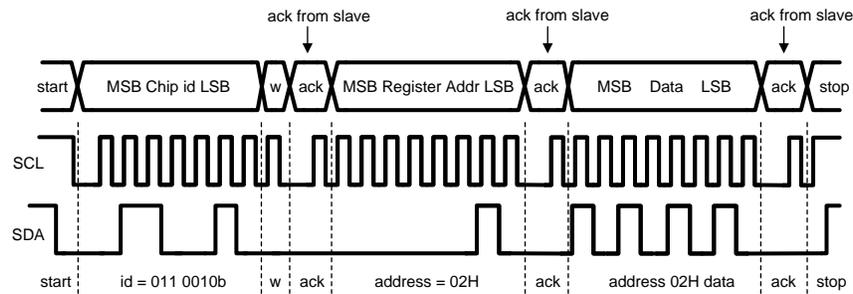 ack from slave ack from slave ack from slave
start MSB Chip id LSB w ack MSB Register Addr LSB ack MSB Data LSB ack stop
SCL
SDA
start id = 011 0010b w ack address = 02H ack address 02H data ack stop